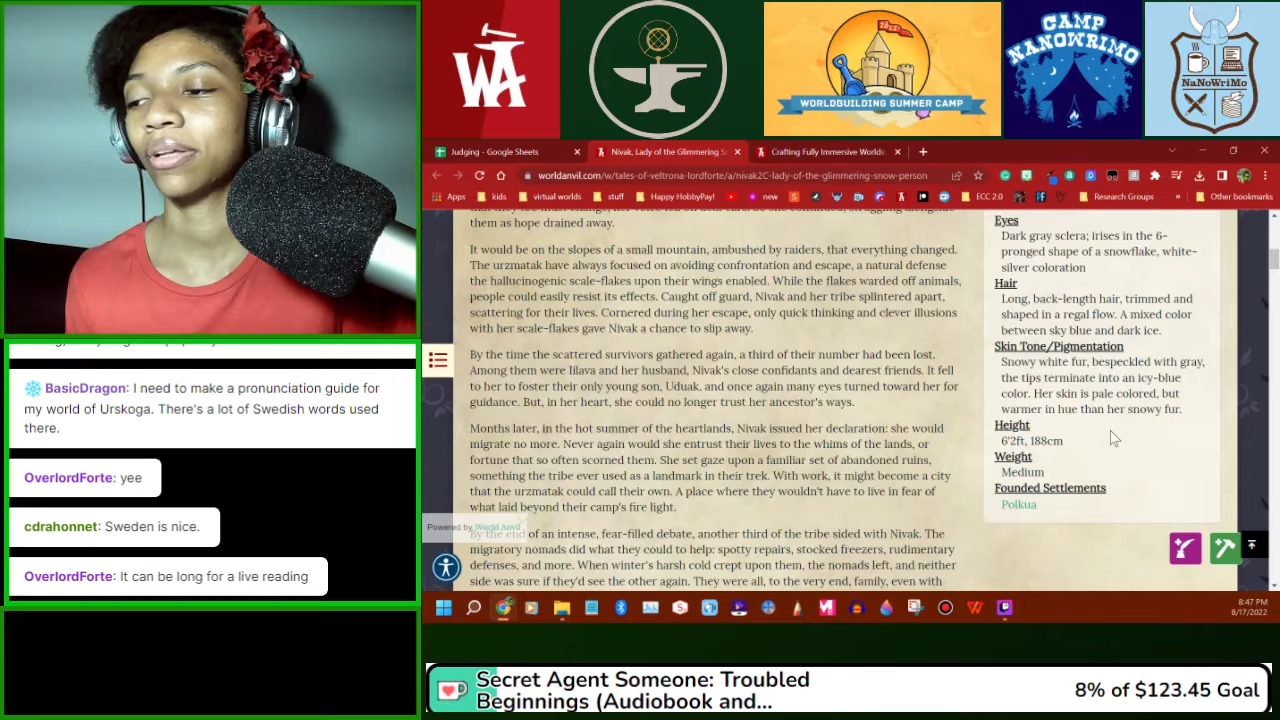 WA
WORLDBUILDING SUMMER CAMP
2022
CAMP
NANOWRIMO
NaNoWriMo
Judging - Google Sheets
Nivak, Lady of the Glimmering S
Crafting Fully Immersive Worlds:
worldanvil.com/w/tales-of-veltrona-lordforte/a/nivak2C-lady-of-the-glimmering-snow-person
Apps
kids
virtual worlds
stuff
Happy HobbyPay!
new
ECC 2.0
Research Groups
Other bookmarks
them as hope drained away.
It would be on the slopes of a small mountain, ambushed by raiders, that everything changed.
The urzmatak have always focused on avoiding confrontation and escape, a natural defense
the hallucinogenic scale-flakes upon their wings enabled. While the flakes warded off animals,
people could easily resist its effects. Caught off guard, Nivak and her tribe splintered apart,
scattering for their lives. Cornered during her escape, only quick thinking and clever illusions
with her scale-flakes gave Nivak a chance to slip away.
By the time the scattered survivors gathered again, a third of their number had been lost.
Among them were lilava and her husband, Nivak's close confidants and dearest friends. It fell
to her to foster their only young son, Uduak, and once again many eyes turned toward her for
guidance. But, in her heart, she could no longer trust her ancestor's ways.
Months later, in the hot summer of the heartlands, Nivak issued her declaration: she would
migrate no more. Never again would she entrust their lives to the whims of the lands, or
fortune that so often scorned them. She set gaze upon a familiar set of abandoned ruins,
something the tribe ever used as a landmark in their trek. With work, it might become a city
that the urzmatak could call their own. A place where they wouldn't have to live in fear of
what laid beyond their camp's fire light.
Powered by World Anvil
By the end of an intense, fear-filled debate, another third of the tribe sided with Nivak. The
migratory nomads did what they could to help: spotty repairs, stocked freezers, rudimentary
defenses, and more. When winter's harsh cold crept upon them, the nomads left, and neither
side was sure if they'd see the other again. They were all, to the very end, family, even with
Eyes
Dark gray sclera; irises in the 6-
pronged shape of a snowflake, white-
silver coloration
Hair
Long, back-length hair, trimmed and
shaped in a regal flow. A mixed color
between sky blue and dark ice.
Skin Tone/Pigmentation
Snowy white fur, bespeckled with gray,
the tips terminate into an icy-blue
color. Her skin is pale colored, but
warmer in hue than her snowy fur.
Height
6'2ft, 188cm
Weight
Medium
Founded Settlements
Polkua
8:47 PM
8/17/2022
BasicDragon: I need to make a pronunciation guide for
my world of Urskoga. There's a lot of Swedish words used
there.
OverlordForte: yee
cdrahonnet: Sweden is nice.
OverlordForte: It can be long for a live reading
Secret Agent Someone: Troubled
Beginnings (Audiobook and...
8% of $123.45 Goal